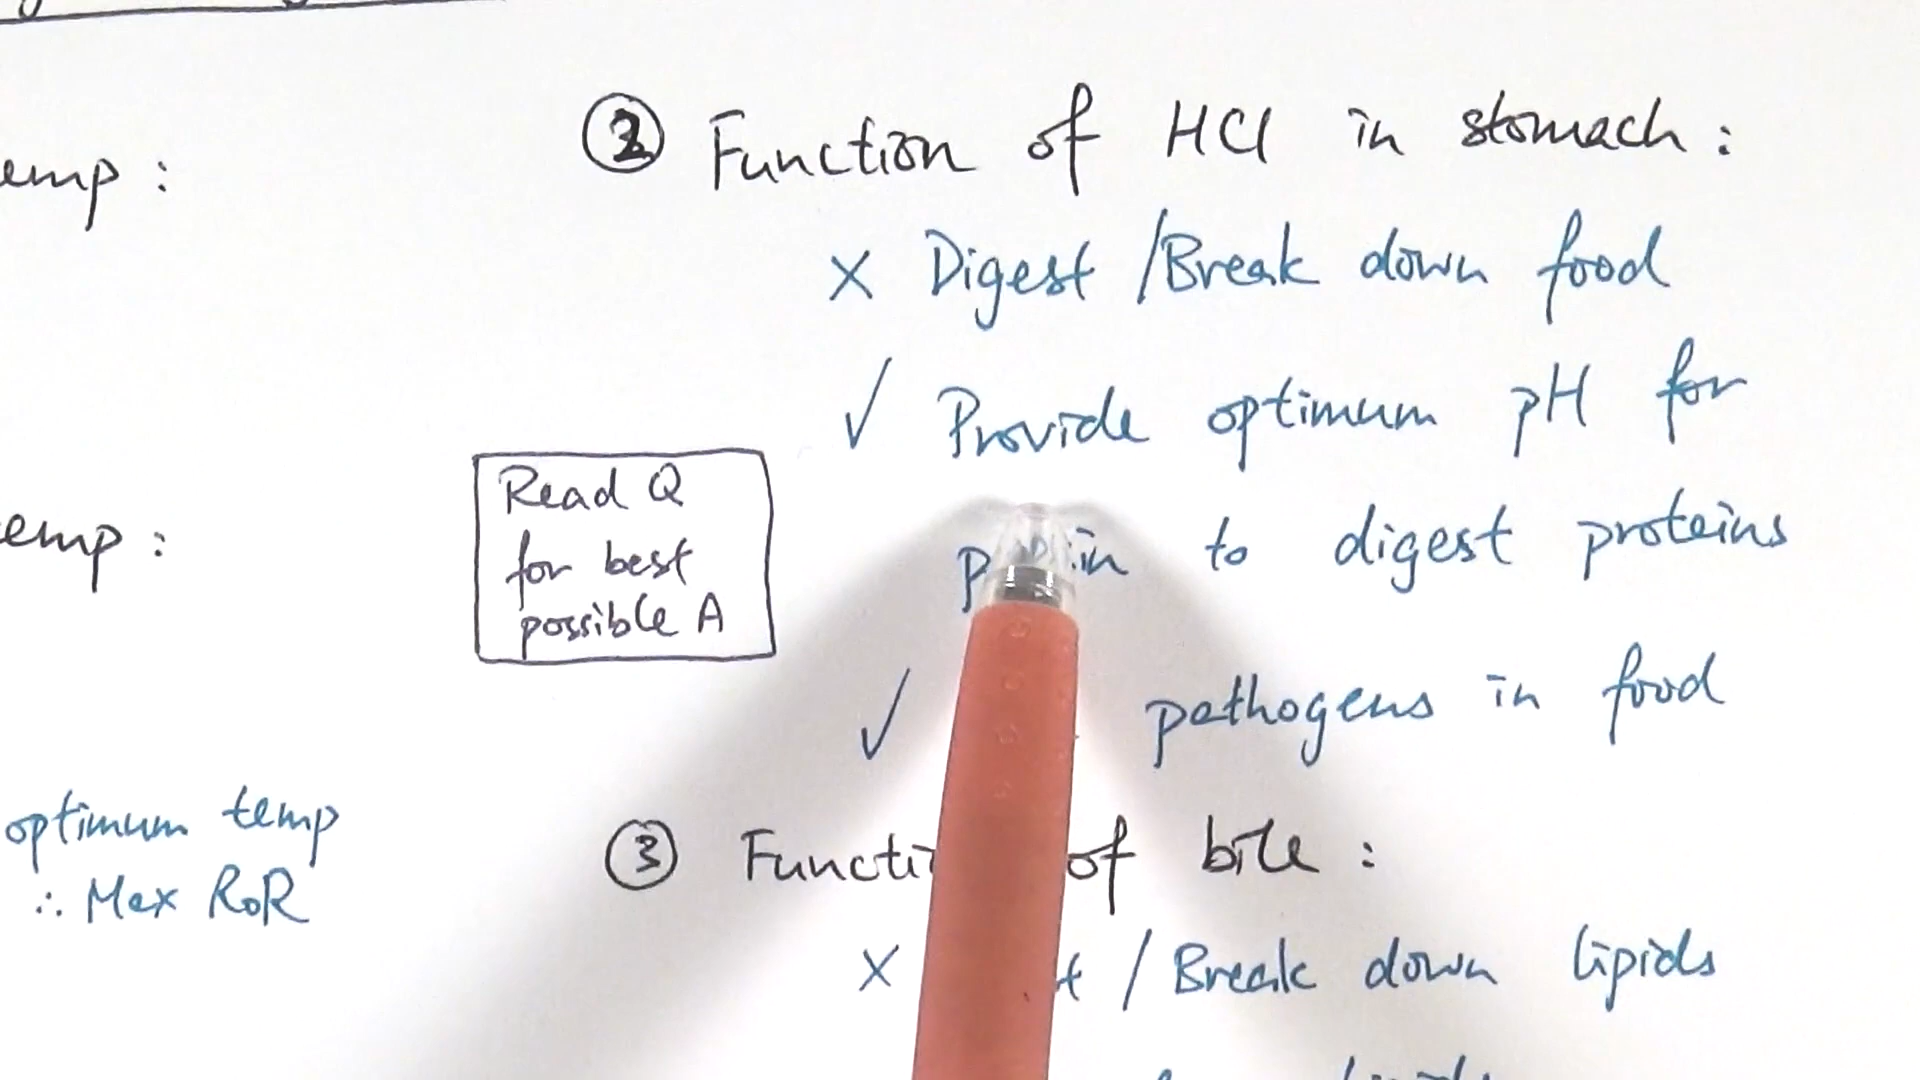 emp :
emp :
optimum temp
∴ Max RoR
Read Q
for best
possible A
② Function of HCl in stomach :
× Digest / Break down food
✓ Provide optimum pH for
to digest proteins
✓ pathogens in food
③ of bile :
× / Break down lipids